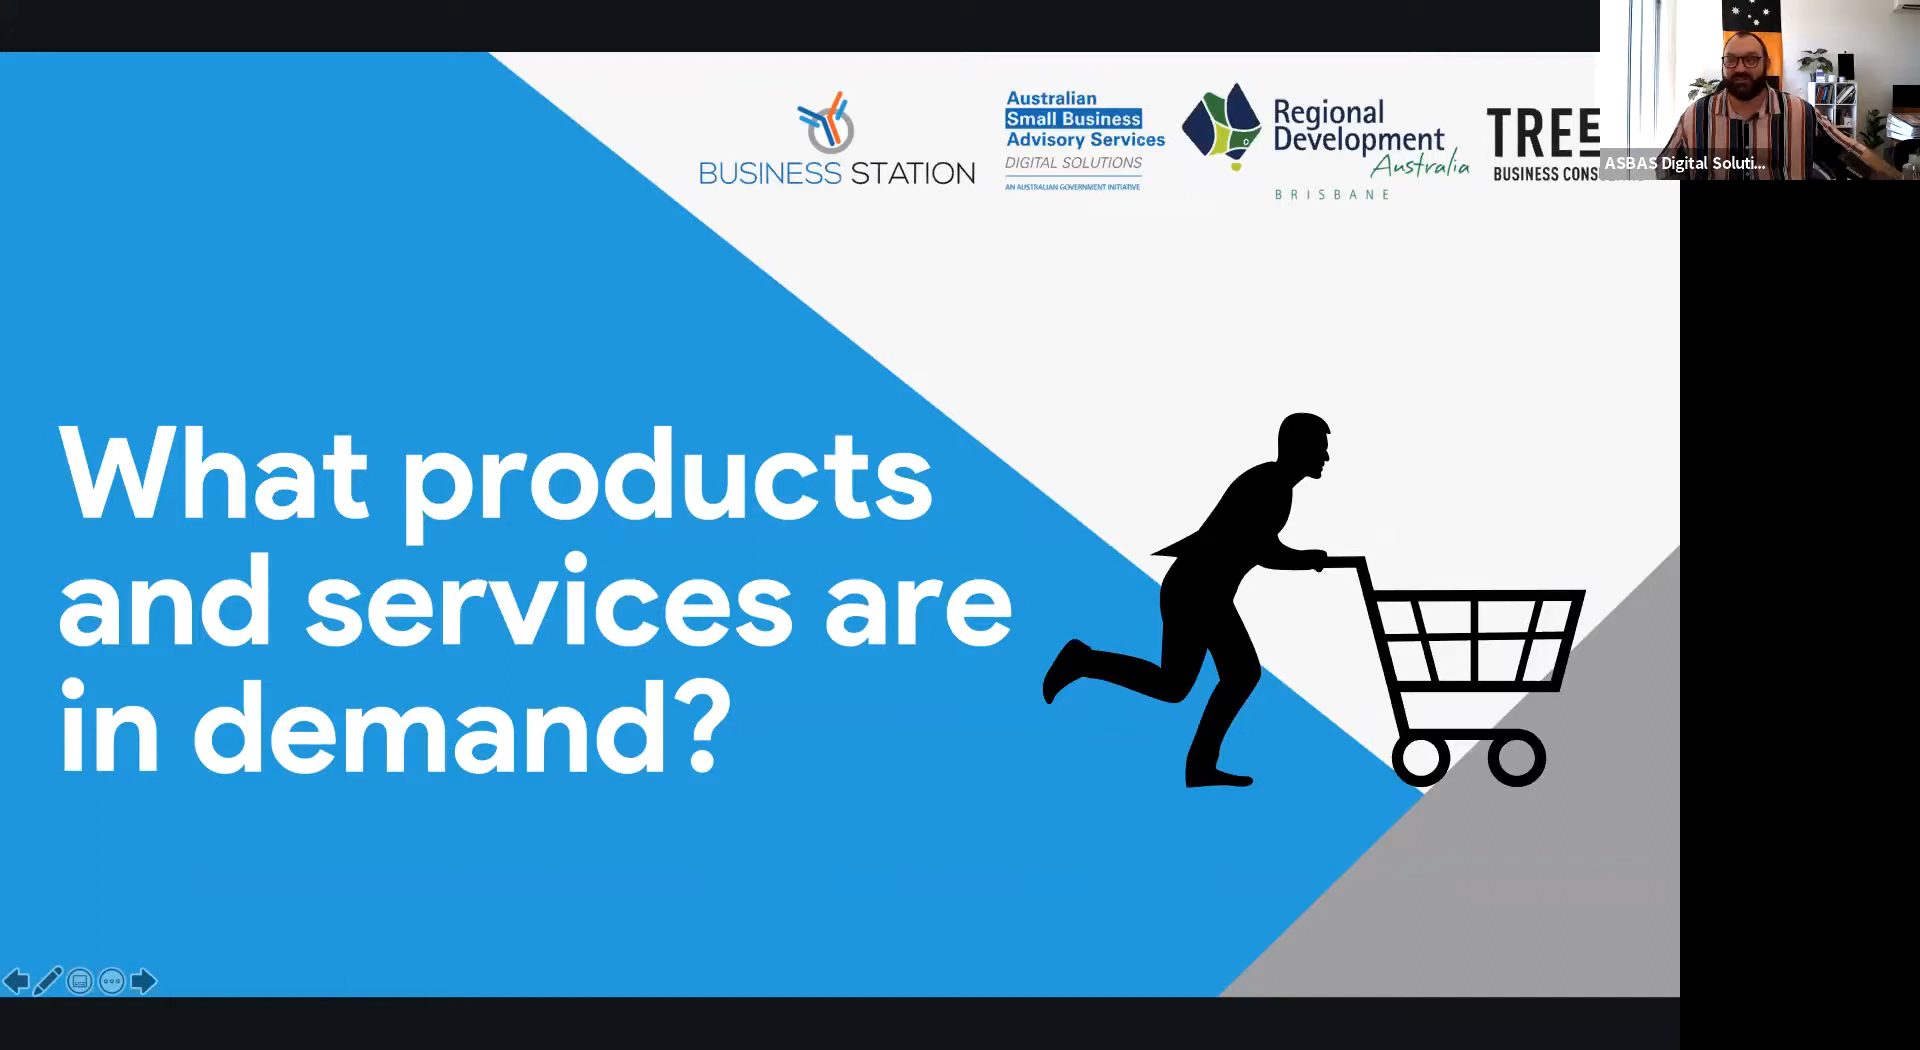 BUSINESS STATION
Australian
Small Business
Advisory Services
DIGITAL SOLUTIONS
AN AUSTRALIAN GOVERNMENT INITIATIVE
Regional
Development
Australia
BRISBANE
TREE
BUSINESS
ASBAS Digital Soluti...
What products
and services are
in demand?